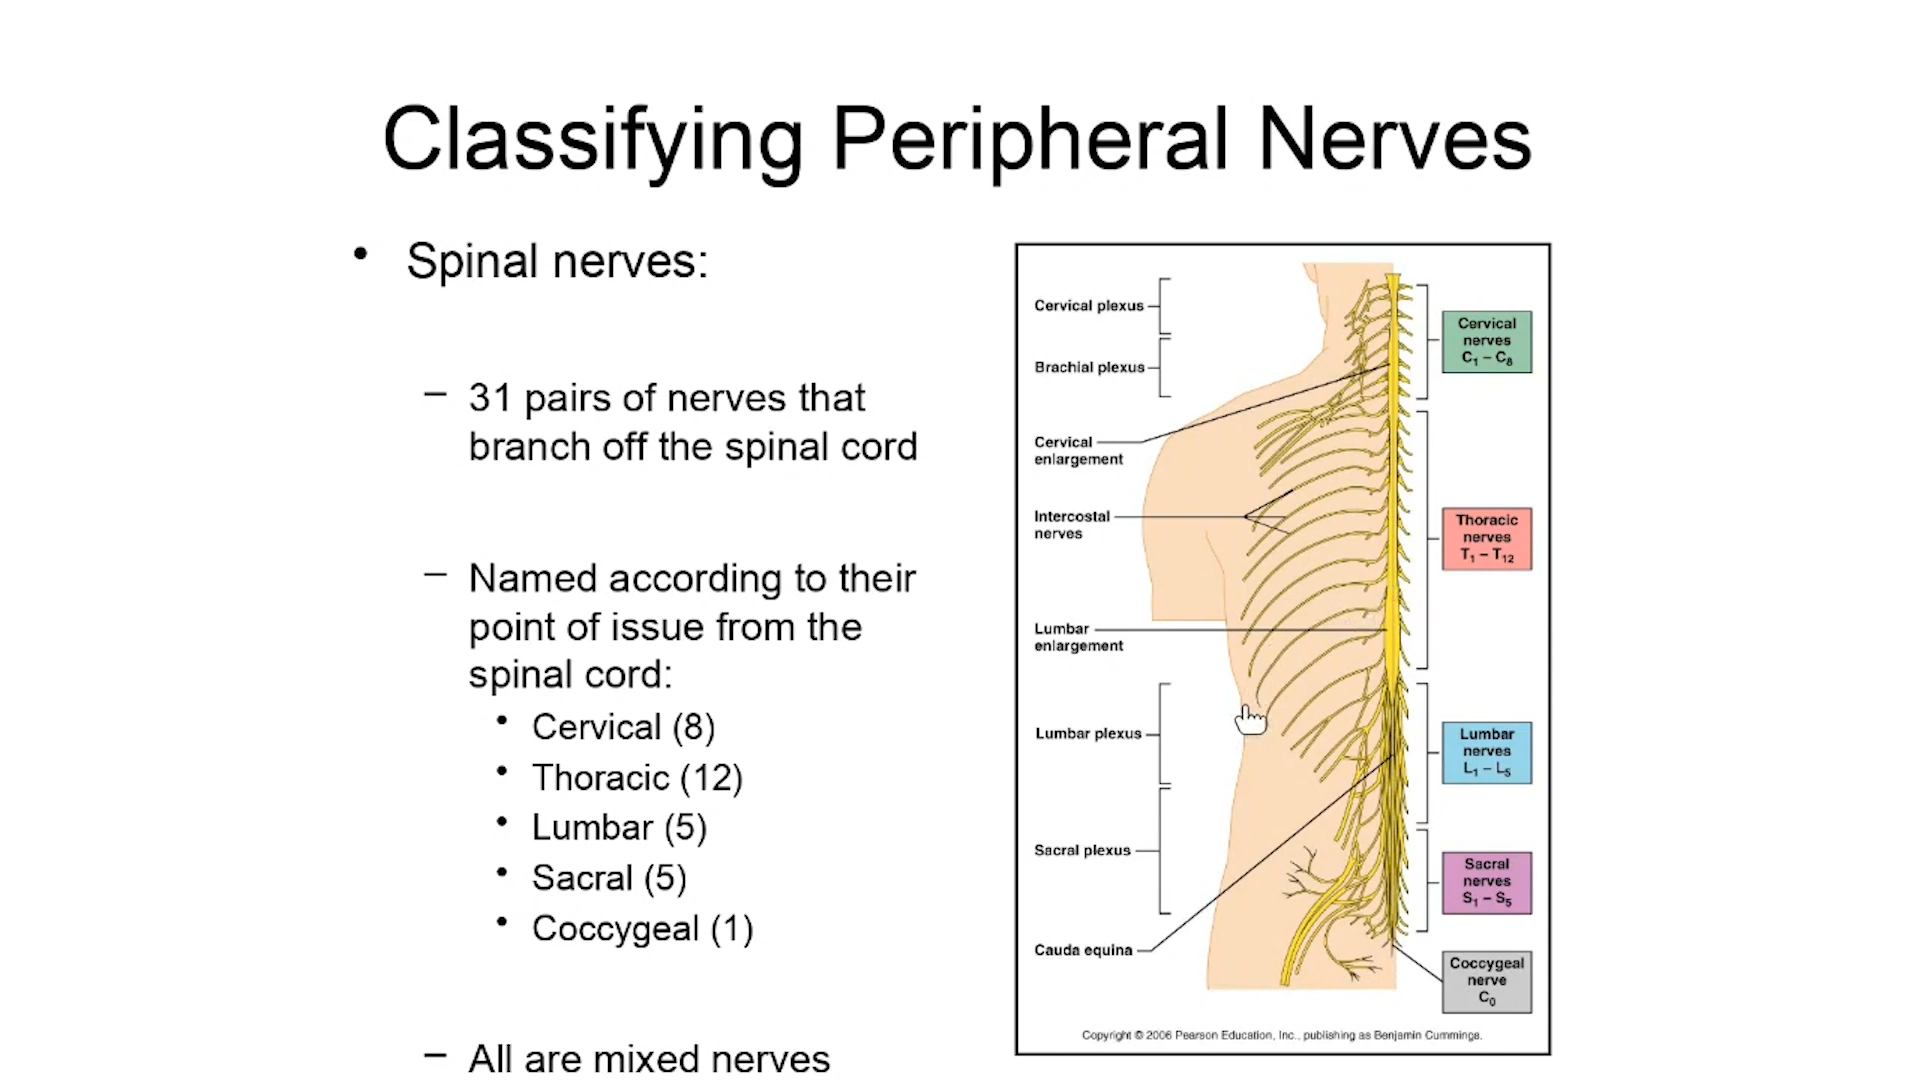 Classifying Peripheral Nerves
• Spinal nerves:
– 31 pairs of nerves that
branch off the spinal cord
– Named according to their
point of issue from the
spinal cord:
• Cervical (8)
• Thoracic (12)
• Lumbar (5)
• Sacral (5)
• Coccygeal (1)
– All are mixed nerves
Cervical plexus
Brachial plexus
Cervical
enlargement
Intercostal
nerves
Lumbar
enlargement
Lumbar plexus
Sacral plexus
Cauda equina
Cervical
nerves
C₁ – C₈
Thoracic
nerves
T₁ – T₁₂
Lumbar
nerves
L₁ – L₅
Sacral
nerves
S₁ – S₅
Coccygeal
nerve
C₀
Copyright © 2006 Pearson Education, Inc., publishing as Benjamin Cummings.